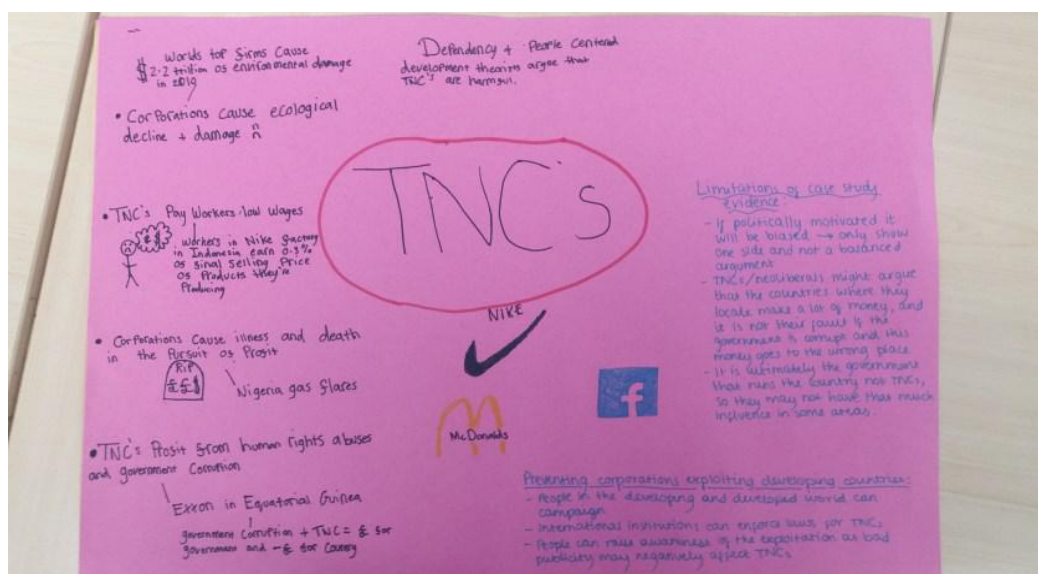 Worlds top firms cause
$2.2 trillion of environmental damage
in 2019
• Corporations cause ecological
decline + damage
• TNC's Pay Workers low wages
££
workers in Nike factory
in Indonesia earn 0.3%
of final selling Price
of Products they're
Producing
• Corporations Cause illness and death
in the Pursuit of Profit
RiP
££$
Nigeria gas flares
• TNC's Profit from human rights abuses
and government Corruption
Exxon in Equatorial Guinea
government Corruption + TNC = £ for
government and -£ for Country
Dependency + People centered
development theorists argue that
TNC's are harmful.
TNC's
NIKE
McDonalds
f
Limitations of case study
evidence:
- If politically motivated it
will be biased → only show
one side and not a balanced
argument
- TNCs/neoliberals might argue
that the countries where they
locate make a lot of money, and
it is not their fault if the
government is corrupt and this
money goes to the wrong place
- It is ultimately the government
that runs the country not TNCs,
so they may not have that much
influence in some areas.
Preventing corporations exploiting developing countries:
- People in the developing and developed world can
campaign
- International institutions can enforce laws for TNCs
- People can raise awareness of the exploitation as bad
publicity may negatively affect TNCs